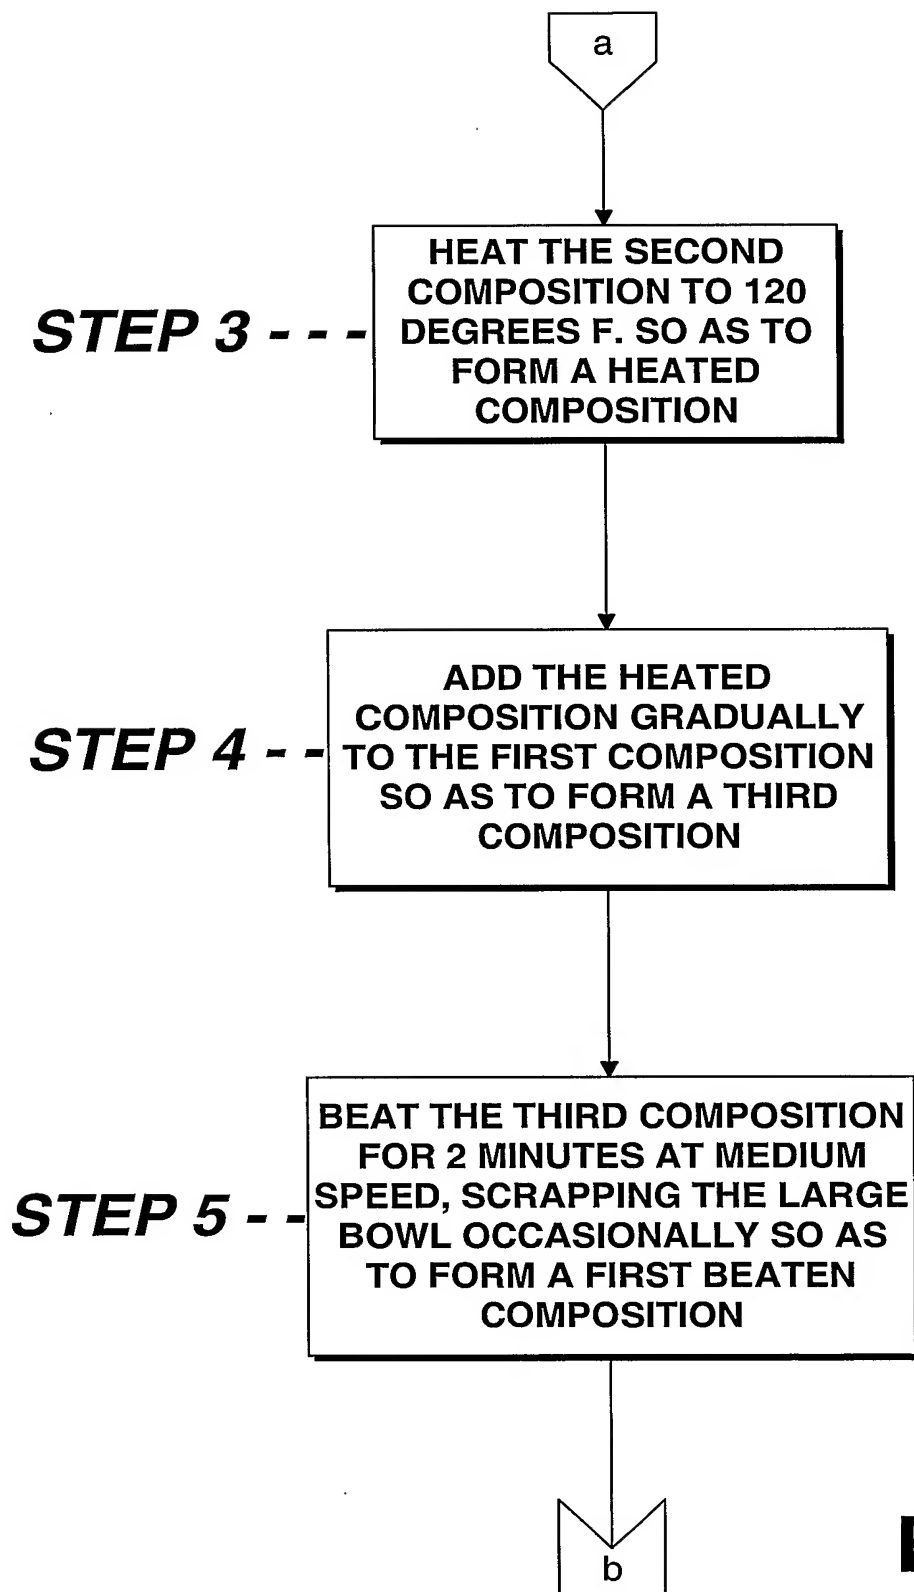 a
HEAT THE SECOND
COMPOSITION TO 120
DEGREES F. SO AS TO
FORM A HEATED
COMPOSITION
STEP 3 - - -
ADD THE HEATED
COMPOSITION GRADUALLY
TO THE FIRST COMPOSITION
SO AS TO FORM A THIRD
COMPOSITION
STEP 4 - -
BEAT THE THIRD COMPOSITION
FOR 2 MINUTES AT MEDIUM
SPEED, SCRAPPING THE LARGE
BOWL OCCASIONALLY SO AS
TO FORM A FIRST BEATEN
COMPOSITION
STEP 5 - -
b